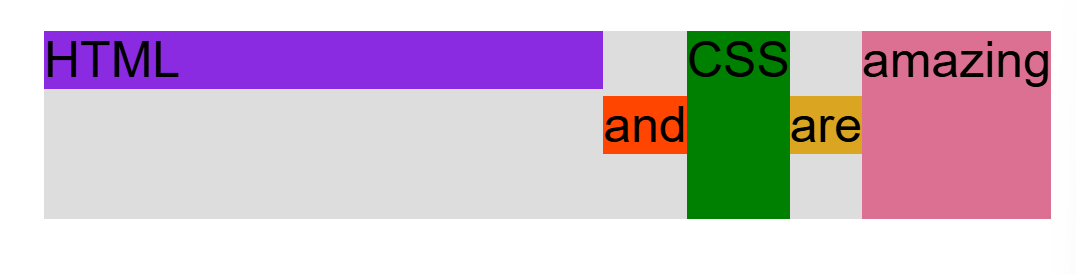 HTML
and
CSS
are
amazing